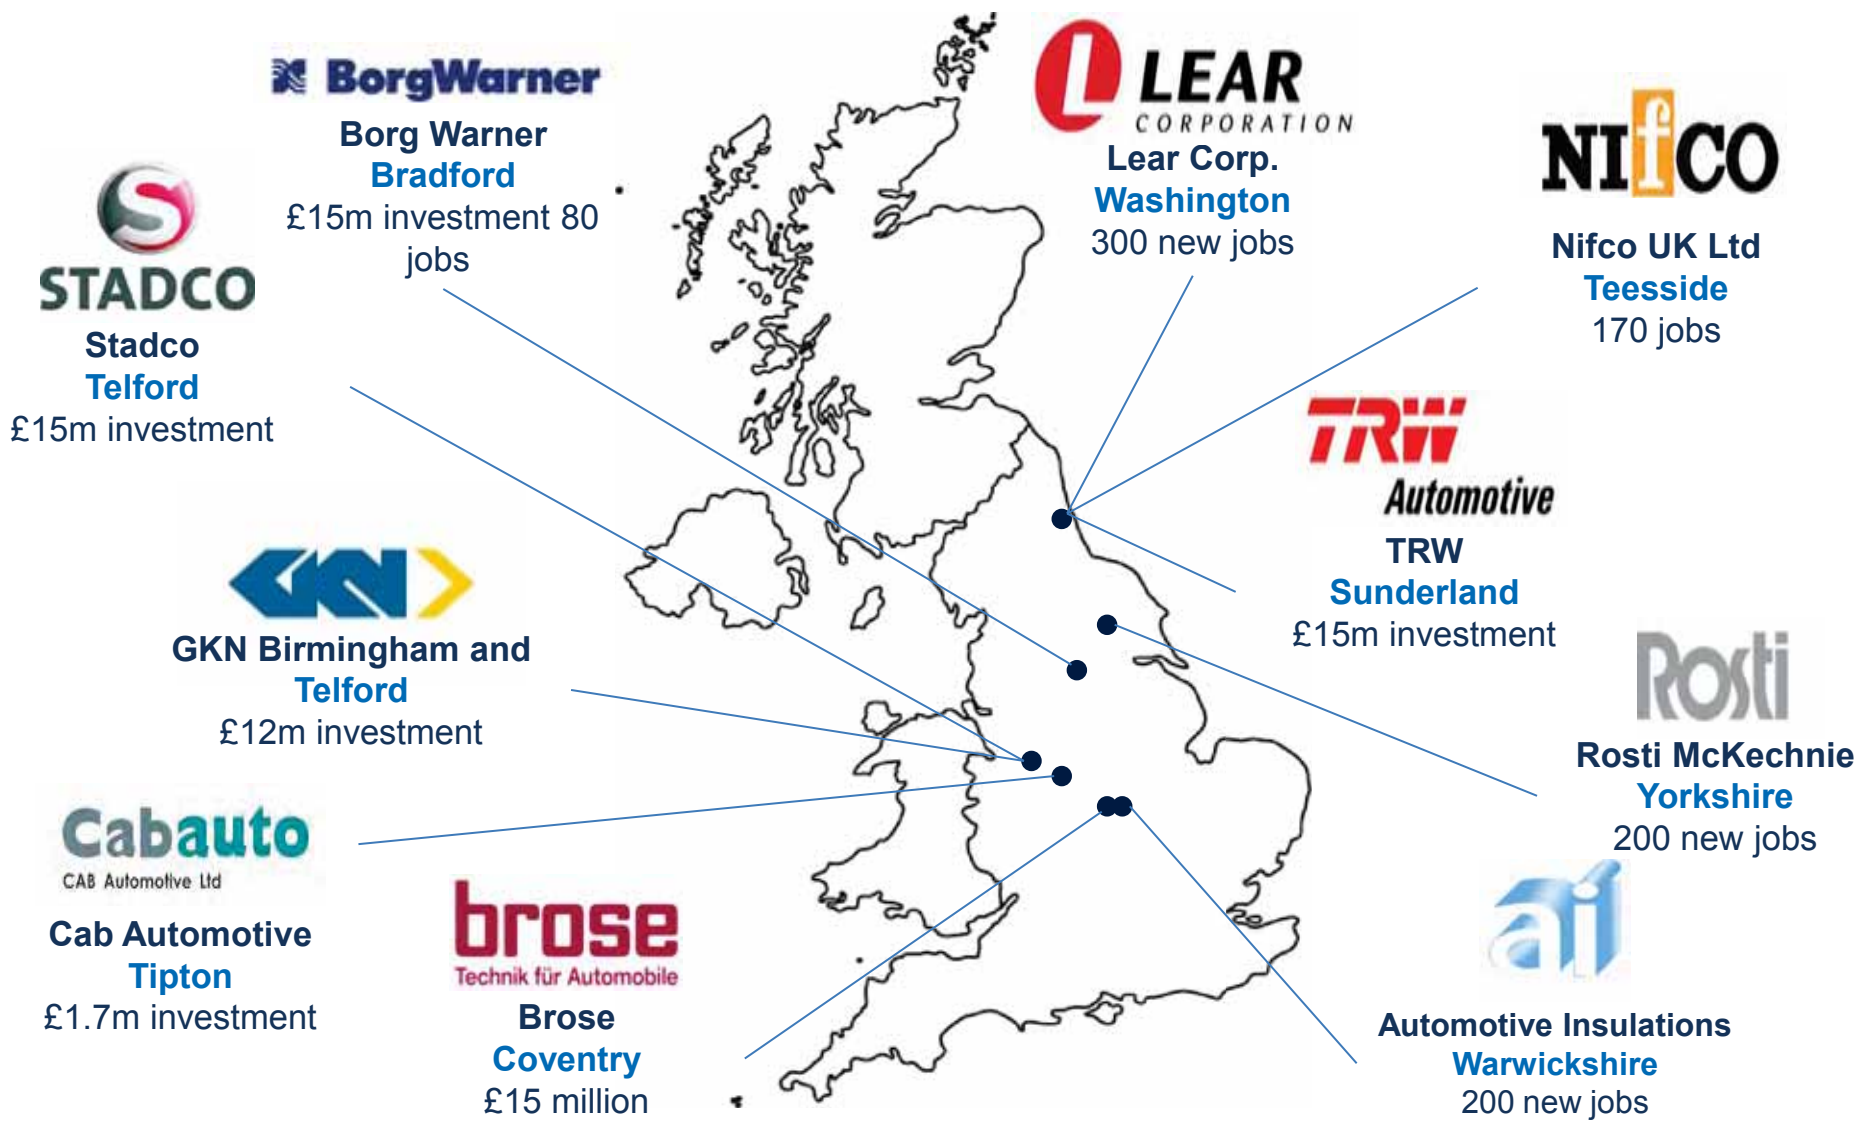 BorgWarner
Borg Warner
Bradford
£15m investment 80
jobs
LEAR
CORPORATION
Lear Corp.
Washington
300 new jobs
NIfCO
Nifco UK Ltd
Teesside
170 jobs
S
STADCO
Stadco
Telford
£15m investment
TRW
Automotive
TRW
Sunderland
£15m investment
GKN
GKN Birmingham and
Telford
£12m investment
Rosti
Rosti McKechnie
Yorkshire
200 new jobs
Cabauto
CAB Automotive Ltd
Cab Automotive
Tipton
£1.7m investment
brose
Technik für Automobile
Brose
Coventry
£15 million
ai
Automotive Insulations
Warwickshire
200 new jobs